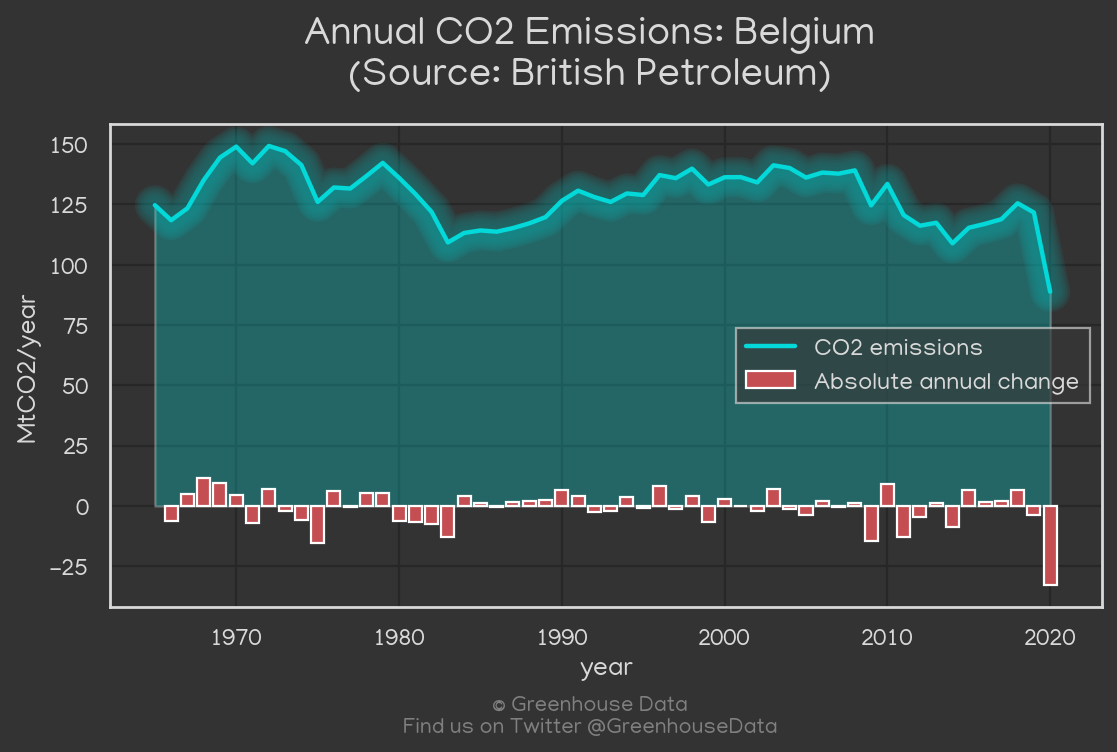 Annual CO2 Emissions: Belgium
(Source: British Petroleum)
150
125
100
75
50
25
0
−25
MtCO2/year
CO2 emissions
Absolute annual change
1970 1980 1990 2000 2010 2020
year
© Greenhouse Data
Find us on Twitter @GreenhouseData